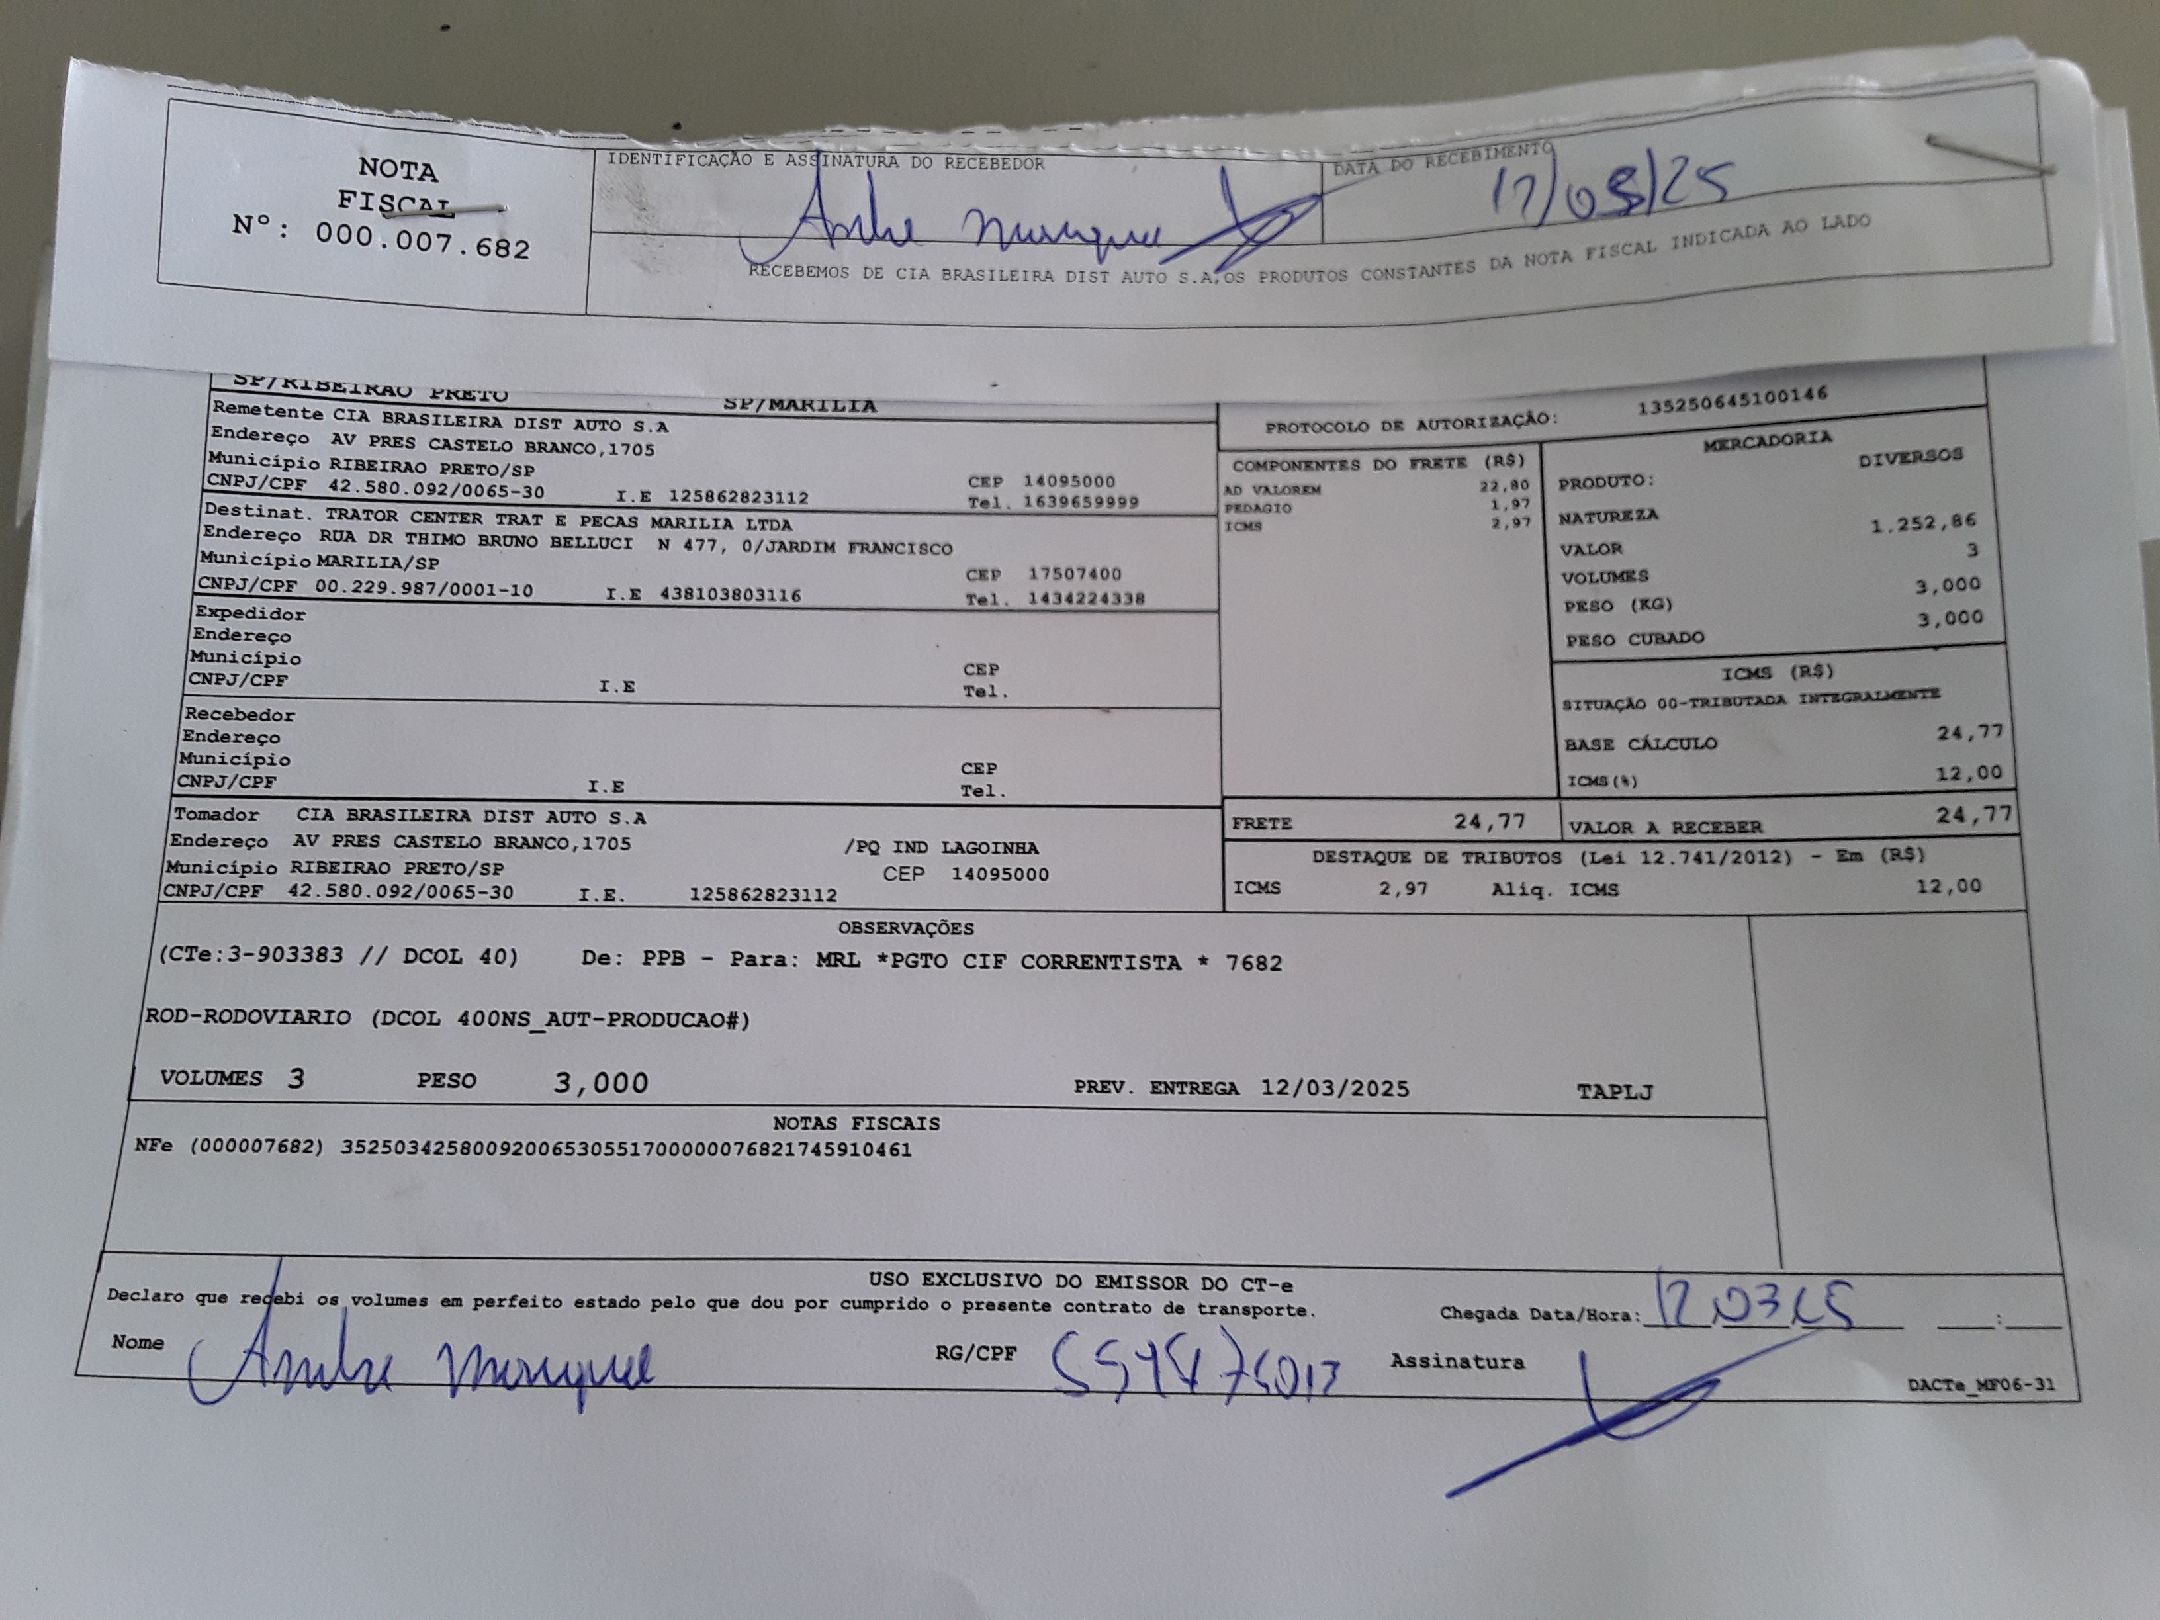 NOTA
FISCAL
Nº: 000.007.682
IDENTIFICAÇÃO E ASSINATURA DO RECEBEDOR
DATA DO RECEBIMENTO
Andre
/25
RECEBEMOS DE CIA BRASILEIRA DIST AUTO S.A, OS PRODUTOS CONSTANTES DA NOTA FISCAL INDICADA AO LADO
SP/RIBEIRAO PRETO SP/MARILIA
Remetente CIA BRASILEIRA DIST AUTO S.A
Endereço AV PRES CASTELO BRANCO,1705
Município RIBEIRAO PRETO/SP CEP 14095000
CNPJ/CPF 42.580.092/0065-30 I.E 125862823112 Tel. 1639659999
Destinat. TRATOR CENTER TRAT E PECAS MARILIA LTDA
Endereço RUA DR THIMO BRUNO BELLUCI N 477, 0/JARDIM FRANCISCO
Município MARILIA/SP CEP 17507400
CNPJ/CPF 00.229.987/0001-10 I.E 438103803116 Tel. 1434224338
Expedidor
Endereço
Município CEP
CNPJ/CPF I.E Tel.
Recebedor
Endereço
Município CEP
CNPJ/CPF I.E Tel.
Tomador CIA BRASILEIRA DIST AUTO S.A
Endereço AV PRES CASTELO BRANCO,1705 /PQ IND LAGOINHA
Município RIBEIRAO PRETO/SP CEP 14095000
CNPJ/CPF 42.580.092/0065-30 I.E. 125862823112
PROTOCOLO DE AUTORIZAÇÃO: 135250645100146
COMPONENTES DO FRETE (R$)
AD VALOREM 22,80
PEDAGIO 1,97
ICMS 2,97
MERCADORIA
PRODUTO: DIVERSOS
NATUREZA
VALOR 1.252,86
VOLUMES 3
PESO (KG) 3,000
PESO CUBADO 3,000
ICMS (R$)
SITUAÇÃO 00-TRIBUTADA INTEGRALMENTE
BASE CÁLCULO 24,77
ICMS(%) 12,00
FRETE 24,77 VALOR A RECEBER 24,77
DESTAQUE DE TRIBUTOS (Lei 12.741/2012) - Em (R$)
ICMS 2,97 Aliq. ICMS 12,00
OBSERVAÇÕES
(CTe:3-903383 // DCOL 40) De: PPB - Para: MRL *PGTO CIF CORRENTISTA * 7682
ROD-RODOVIARIO (DCOL 400NS_AUT-PRODUCAO#)
VOLUMES 3 PESO 3,000 PREV. ENTREGA 12/03/2025 TAPLJ
NOTAS FISCAIS
NFe (000007682) 35250342580092006530551700000076821745910461
USO EXCLUSIVO DO EMISSOR DO CT-e
Declaro que recebi os volumes em perfeito estado pelo que dou por cumprido o presente contrato de transporte. Chegada Data/Hora: 12 03 25 :
Nome Andre RG/CPF Assinatura
DACTe_MF06-31